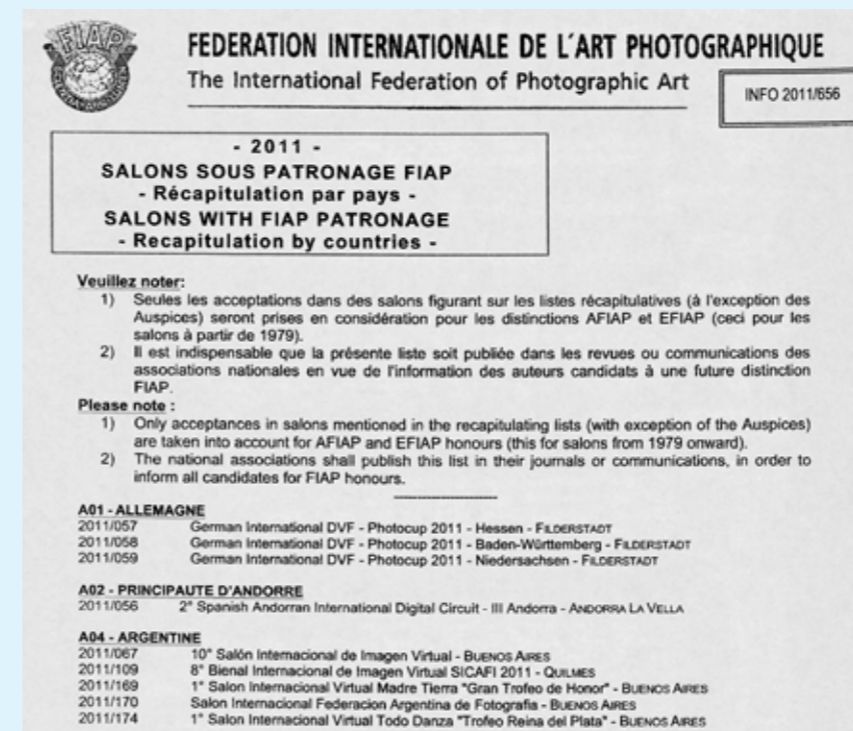 FIAP
FEDERATION INTERNATIONALE DE L´ART PHOTOGRAPHIQUE
The International Federation of Photographic Art
INFO 2011/656
- 2011 -
SALONS SOUS PATRONAGE FIAP
- Récapitulation par pays -
SALONS WITH FIAP PATRONAGE
- Recapitulation by countries -
Veuillez noter:
1) Seules les acceptations dans des salons figurant sur les listes récapitulatives (à l'exception des
Auspices) seront prises en considération pour les distinctions AFIAP et EFIAP (ceci pour les
salons à partir de 1979).
2) Il est indispensable que la présente liste soit publiée dans les revues ou communications des
associations nationales en vue de l'information des auteurs candidats à une future distinction
FIAP.
Please note :
1) Only acceptances in salons mentioned in the recapitulating lists (with exception of the Auspices)
are taken into account for AFIAP and EFIAP honours (this for salons from 1979 onward).
2) The national associations shall publish this list in their journals or communications, in order to
inform all candidates for FIAP honours.
A01 - ALLEMAGNE
2011/057 German International DVF - Photocup 2011 - Hessen - FILDERSTADT
2011/058 German International DVF - Photocup 2011 - Baden-Württemberg - FILDERSTADT
2011/059 German International DVF - Photocup 2011 - Niedersachsen - FILDERSTADT
A02 - PRINCIPAUTE D'ANDORRE
2011/056 2° Spanish Andorran International Digital Circuit - III Andorra - ANDORRA LA VELLA
A04 - ARGENTINE
2011/067 10° Salón Internacional de Imagen Virtual - BUENOS AIRES
2011/109 8° Bienal Internacional de Imagen Virtual SICAFI 2011 - QUILMES
2011/169 1° Salon Internacional Virtual Madre Tierra "Gran Trofeo de Honor" - BUENOS AIRES
2011/170 Salon Internacional Federacion Argentina de Fotografia - BUENOS AIRES
2011/174 1° Salon Internacional Virtual Todo Danza "Trofeo Reina del Plata" - BUENOS AIRES